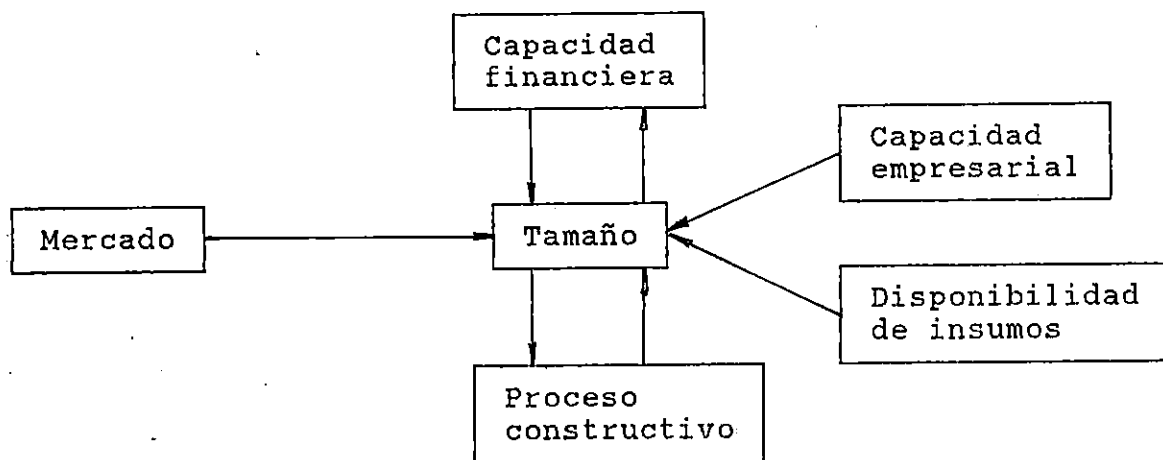 Capacidad
financiera
Capacidad
empresarial
Mercado
Tamaño
Disponibilidad
de insumos
Proceso
constructivo